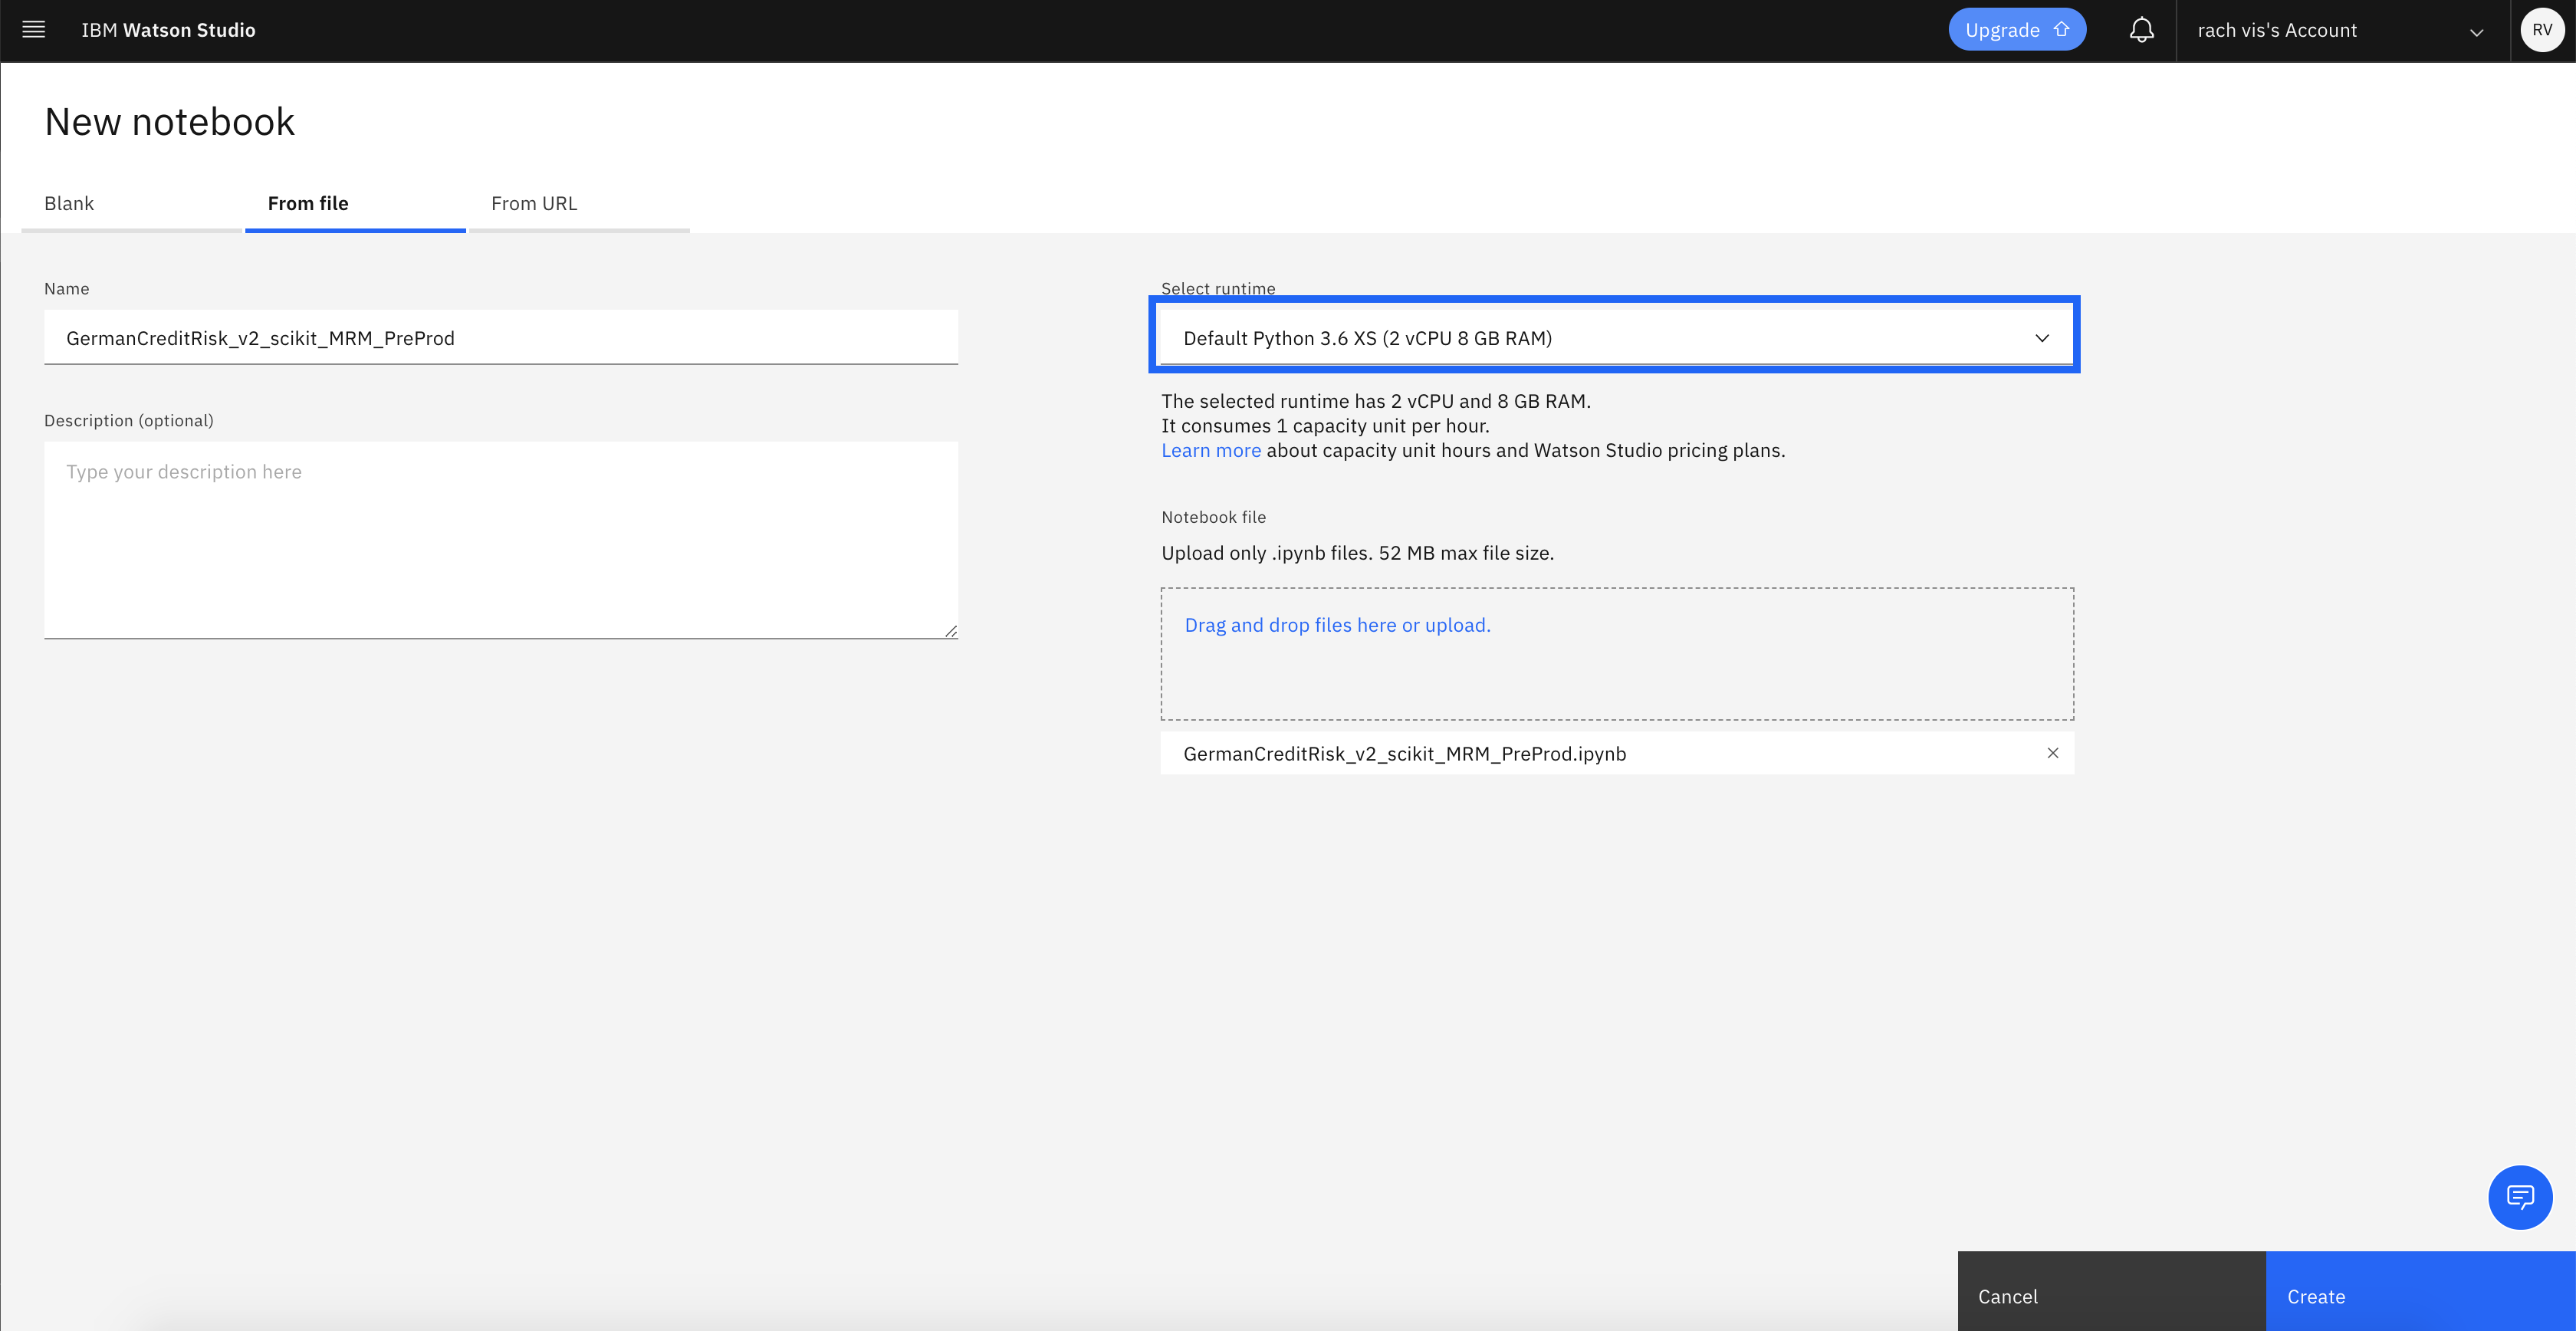 IBM Watson Studio
Upgrade
rach vis's Account
RV
New notebook
Blank
From file
From URL
Name
GermanCreditRisk_v2_scikit_MRM_PreProd
Description (optional)
Type your description here
Select runtime
Default Python 3.6 XS (2 vCPU 8 GB RAM)
The selected runtime has 2 vCPU and 8 GB RAM.
It consumes 1 capacity unit per hour.
Learn more about capacity unit hours and Watson Studio pricing plans.
Notebook file
Upload only .ipynb files. 52 MB max file size.
Drag and drop files here or upload.
GermanCreditRisk_v2_scikit_MRM_PreProd.ipynb
Cancel
Create